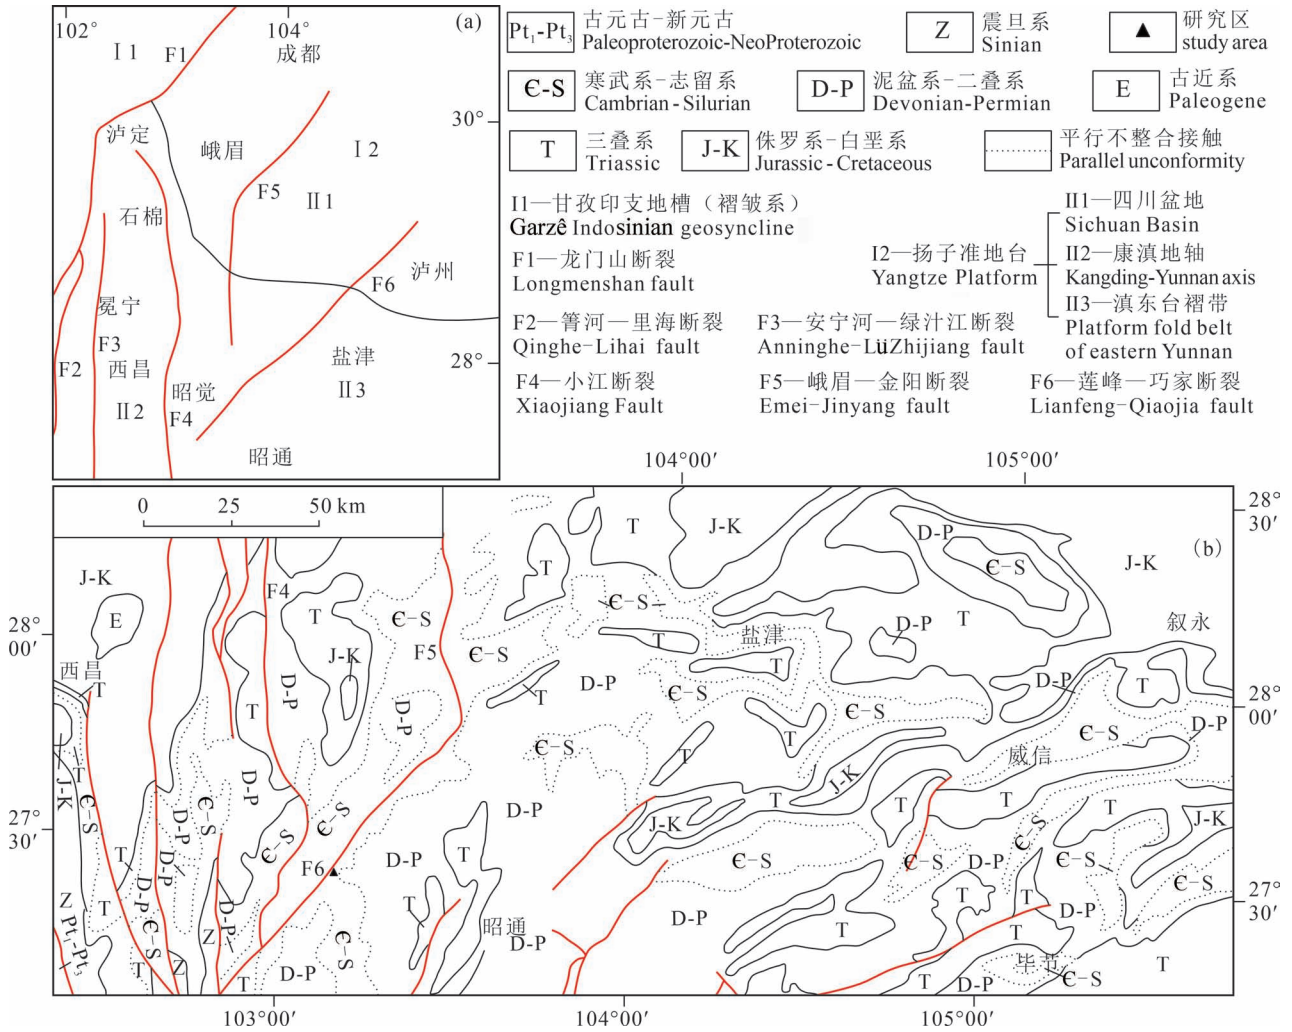 102°
104°
(a)
I 1
F1
成都
泸定
峨眉
I 2
30°
F5
II1
石棉
F6
泸州
冕宁
F3
盐津
28°
F2
西昌
昭觉
II3
II2
F4
昭通
Pt1-Pt3
古元古-新元古
Paleoproterozoic-NeoProterozoic
Z
震旦系
Sinian
研究区
study area
Є-S
寒武系-志留系
Cambrian-Silurian
D-P
泥盆系-二叠系
Devonian-Permian
E
古近系
Paleogene
T
三叠系
Triassic
J-K
侏罗系-白垩系
Jurassic-Cretaceous
平行不整合接触
Parallel unconformity
I1—甘孜印支地槽（褶皱系）
Garzê Indosinian geosyncline
F1—龙门山断裂
Longmenshan fault
I2—扬子准地台
Yangtze Platform
II1—四川盆地
Sichuan Basin
II2—康滇地轴
Kangding-Yunnan axis
II3—滇东台褶带
Platform fold belt
of eastern Yunnan
F2—箐河—里海断裂
Qinghe-Lihai fault
F3—安宁河—绿汁江断裂
Anninghe-LüZhijiang fault
F4—小江断裂
Xiaojiang Fault
F5—峨眉—金阳断裂
Emei-Jinyang fault
F6—莲峰—巧家断裂
Lianfeng-Qiaojia fault
104°00′
105°00′
0 25 50 km
28°
30′
(b)
T
J-K
D-P
J-K
T
Є-S
J-K
F4
E
T
Є-S
Є-S
28°
00′
T
盐津
D-P
T
叙永
西昌
J-K
F5
Є-S
T
T
D-P
T
D-P
D-P
Є-S
D-P
T
28°
00′
T
D-P
T
Є-S
Є-S
D-P
Є-S
T
T
威信
J-K
T
Є-S
D-P
Є-S
J-K
T
T
T
T
J-K
27°
30′
D-P
Є-S
Є-S
D-P
J-K
Є-S
T
D-P
D-P
T
Є-S
Є-S
D-P
Є-S
F6
Є-S
27°
30′
Z
T
D-P
T
T
T
D-P
Pt1-Pt3
Є-S
Z
D-P
昭通
D-P
D-P
T
T
T
Z
T
D-P
Є-S
毕节
T
T
D-P
Є-S
103°00′
104°00′
105°00′